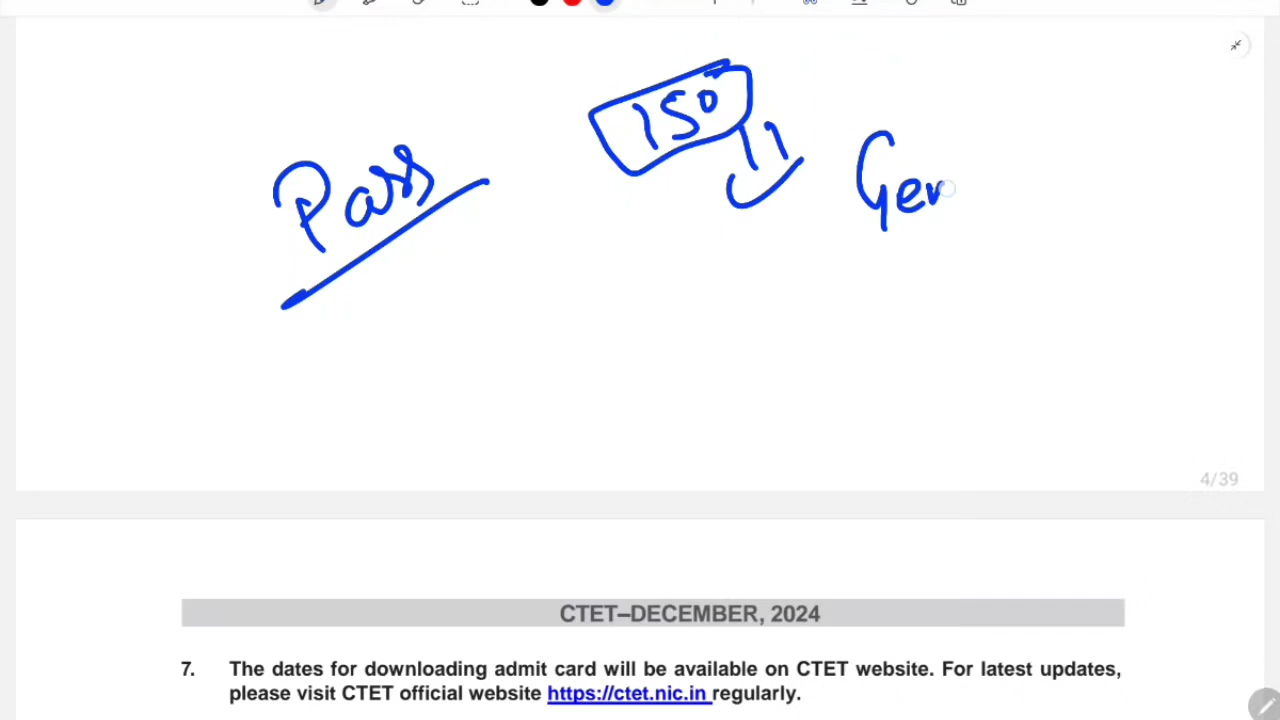 150
Pass
Gen
4/39
CTET–DECEMBER, 2024
7. The dates for downloading admit card will be available on CTET website. For latest updates,
please visit CTET official website https://ctet.nic.in regularly.